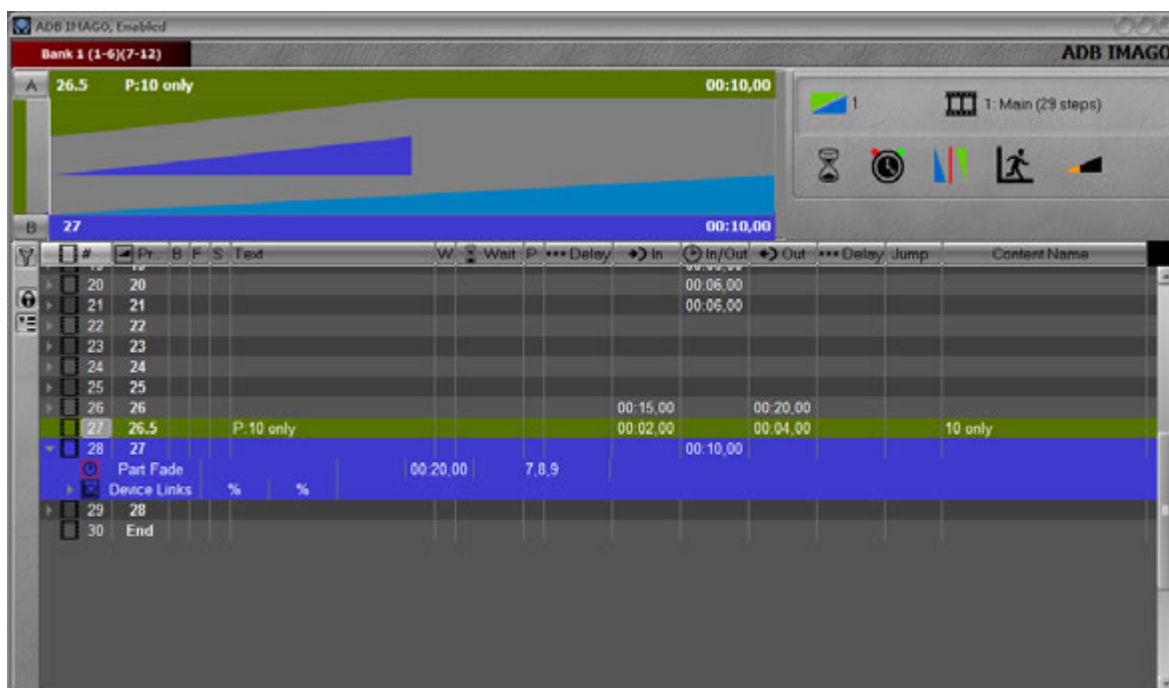 ADB IMAGO, Enabled
Bank 1 (1-6)(7-12) ADB IMAGO
A 26.5 P:10 only 00:10,00
1 1: Main (29 steps)
B 27 00:10,00
# Pr... B F S Text W Wait P Delay In In/Out Out Delay Jump Content Name
20 20 00:06,00
21 21 00:06,00
22 22
23 23
24 24
25 25
26 26 00:15,00 00:20,00
27 26.5 P:10 only 00:02,00 00:04,00 10 only
28 27 00:10,00
Part Fade 00:20,00 7,8,9
Device Links % %
29 28
30 End